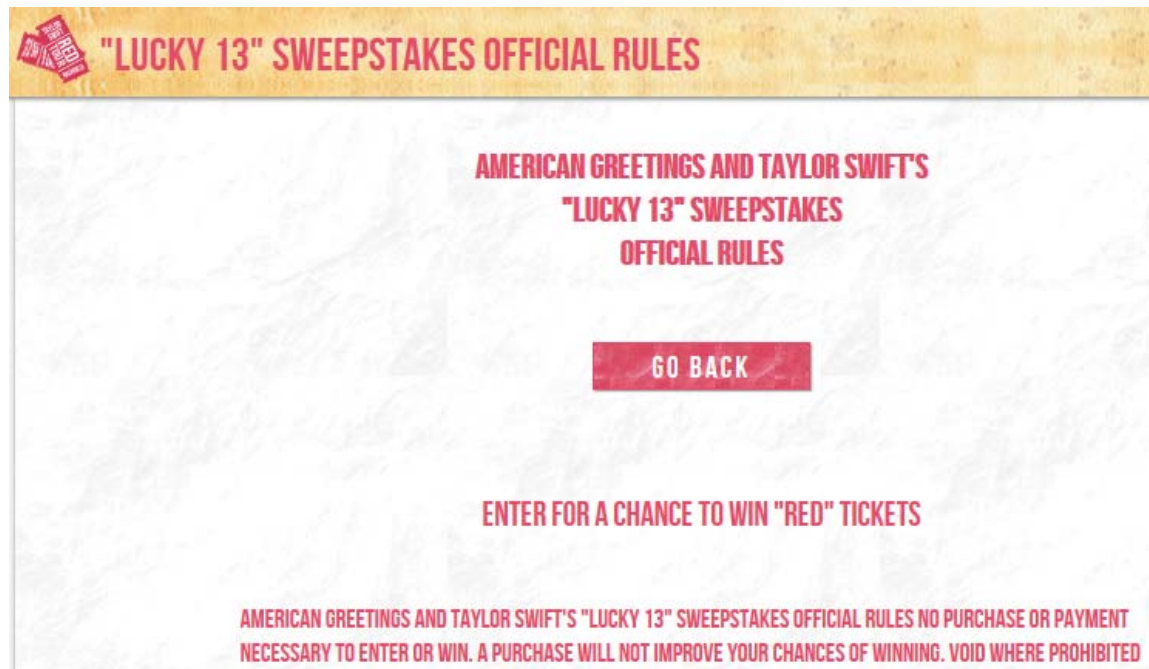 "LUCKY 13" SWEEPSTAKES OFFICIAL RULES
AMERICAN GREETINGS AND TAYLOR SWIFT'S
"LUCKY 13" SWEEPSTAKES
OFFICIAL RULES
GO BACK
ENTER FOR A CHANCE TO WIN "RED" TICKETS
AMERICAN GREETINGS AND TAYLOR SWIFT'S "LUCKY 13" SWEEPSTAKES OFFICIAL RULES NO PURCHASE OR PAYMENT
NECESSARY TO ENTER OR WIN. A PURCHASE WILL NOT IMPROVE YOUR CHANCES OF WINNING. VOID WHERE PROHIBITED